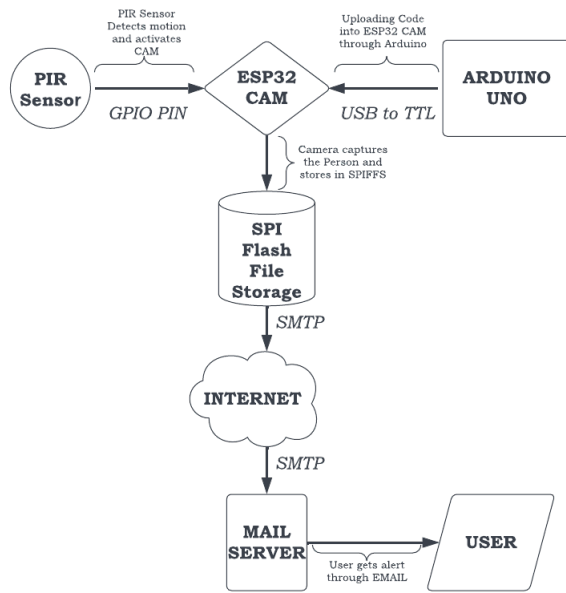 PIR Sensor
Detects motion
and activates
CAM
Uploading Code
into ESP32 CAM
through Arduino
PIR
Sensor
ESP32
CAM
ARDUINO
UNO
GPIO PIN
USB to TTL
Camera captures
the Person and
stores in SPIFFS
SPI
Flash
File
Storage
SMTP
INTERNET
SMTP
MAIL
SERVER
USER
User gets alert
through EMAIL